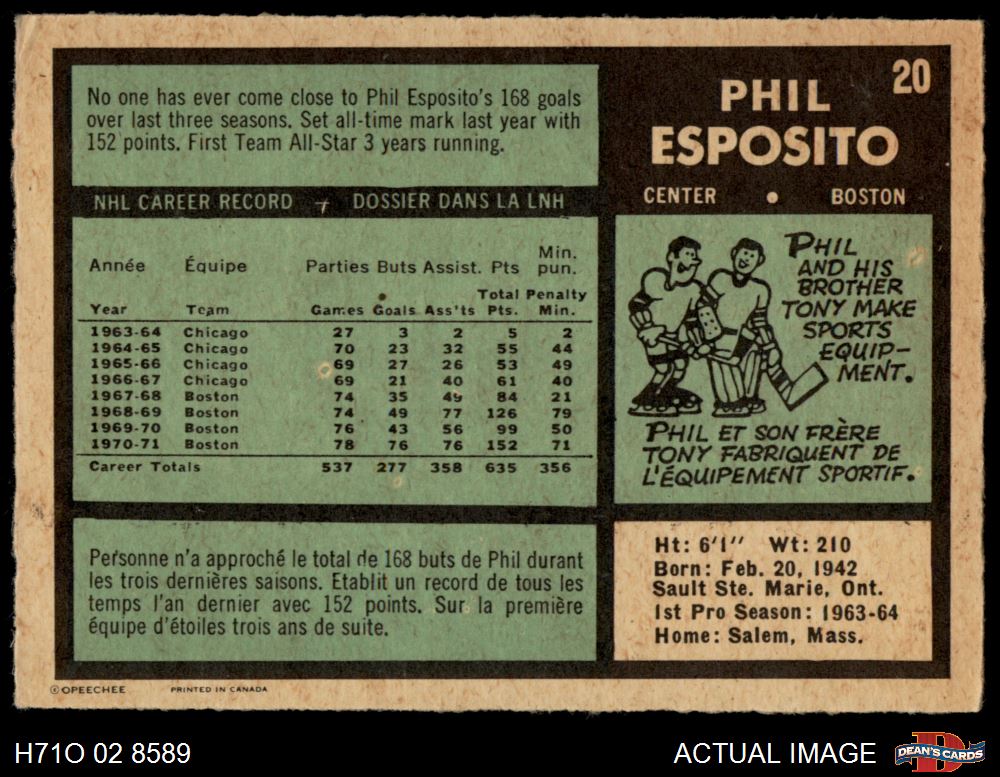 No one has ever come close to Phil Esposito's 168 goals
over last three seasons. Set all-time mark last year with
152 points. First Team All-Star 3 years running.
20
PHIL
ESPOSITO
CENTER • BOSTON
NHL CAREER RECORD DOSSIER DANS LA LNH
Année Équipe Parties Buts Assist. Pts Min. pun.
Year Team Games Goals Ass'ts Total Pts. Penalty Min.
1963-64 Chicago 27 3 2 5 2
1964-65 Chicago 70 23 32 55 44
1965-66 Chicago 69 27 26 53 49
1966-67 Chicago 69 21 40 61 40
1967-68 Boston 74 35 49 84 21
1968-69 Boston 74 49 77 126 79
1969-70 Boston 76 43 56 99 50
1970-71 Boston 78 76 76 152 71
Career Totals 537 277 358 635 356
PHIL
AND HIS
BROTHER
TONY MAKE
SPORTS
EQUIP-
MENT.
PHIL ET SON FRÈRE
TONY FABRIQUENT DE
L'ÉQUIPEMENT SPORTIF.
Personne n'a approché le total de 168 buts de Phil durant
les trois dernières saisons. Etablit un record de tous les
temps l'an dernier avec 152 points. Sur la première
équipe d'étoiles trois ans de suite.
Ht: 6'1" Wt: 210
Born: Feb. 20, 1942
Sault Ste. Marie, Ont.
1st Pro Season: 1963-64
Home: Salem, Mass.
© OPEECHEE PRINTED IN CANADA
H71O 02 8589
ACTUAL IMAGE
D
DEAN'S CARDS